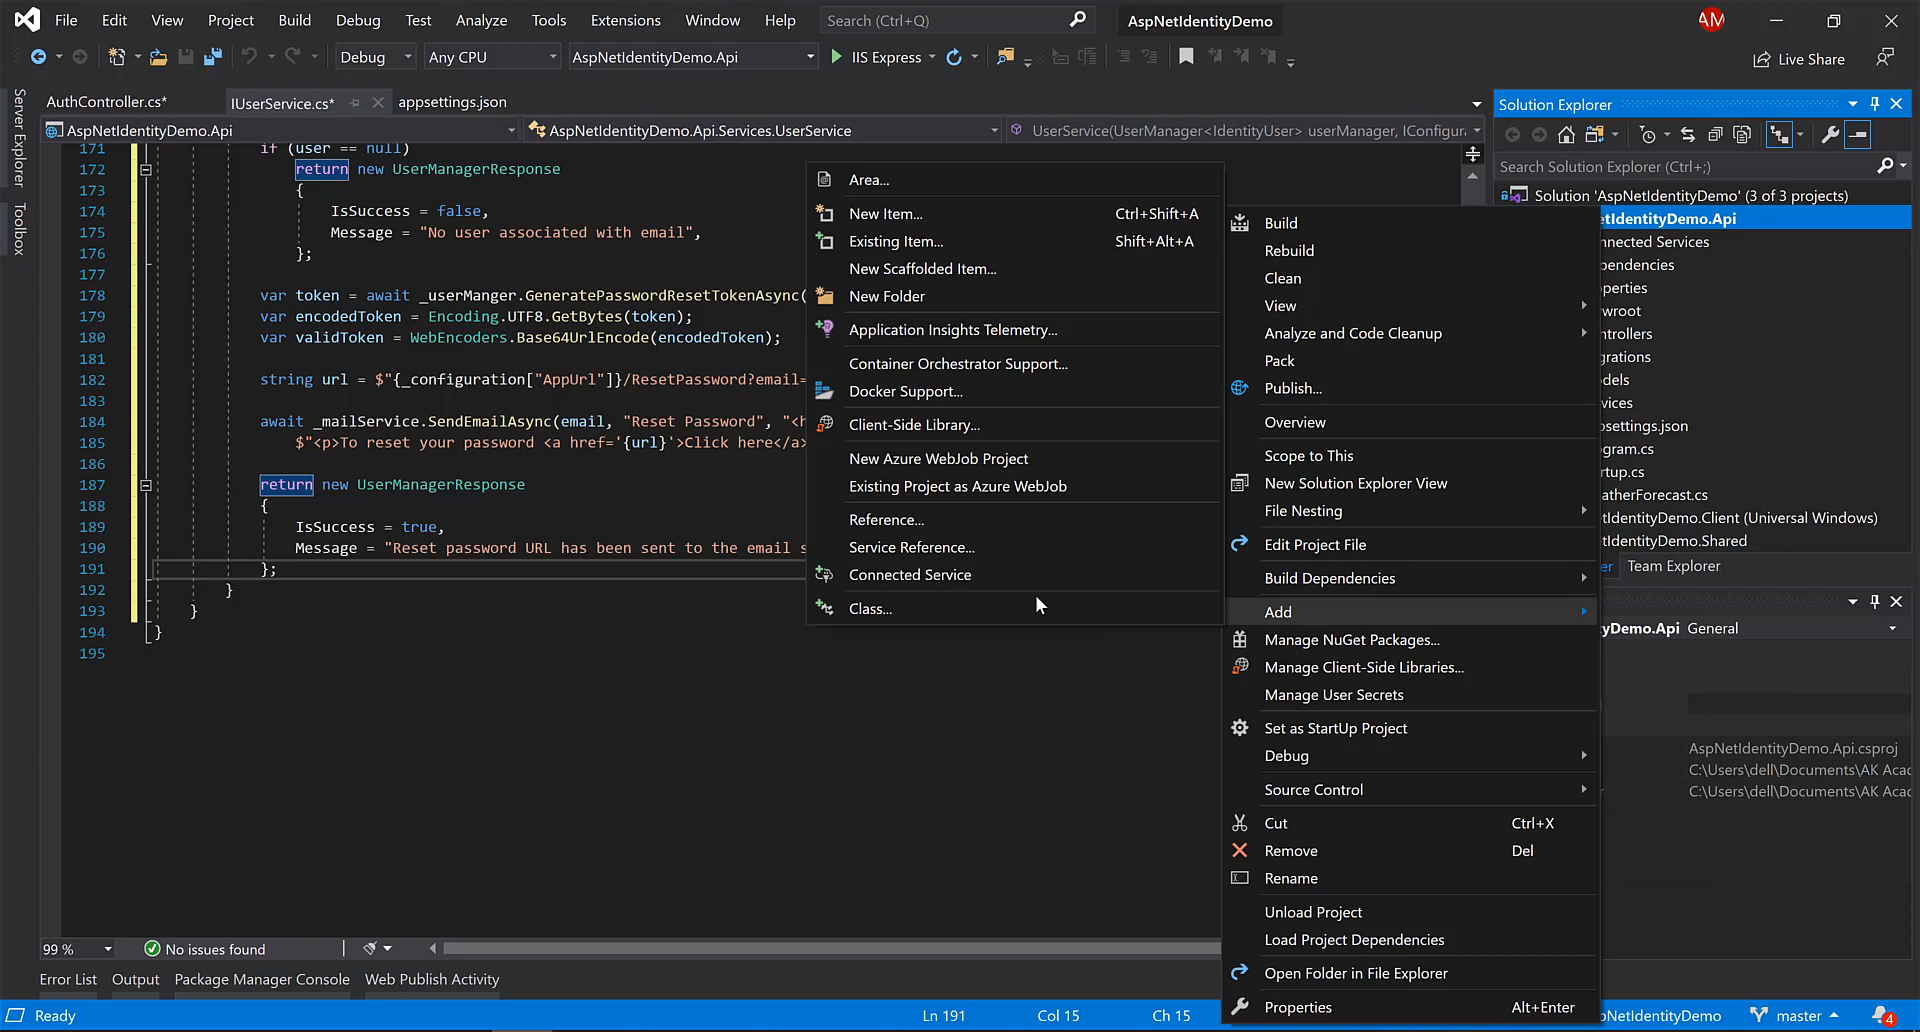 File Edit View Project Build Debug Test Analyze Tools Extensions Window Help Search (Ctrl+Q) AspNetIdentityDemo AM
Debug Any CPU AspNetIdentityDemo.Api IIS Express Live Share
Server Explorer
Toolbox
AuthController.cs* IUserService.cs* appsettings.json
AspNetIdentityDemo.Api AspNetIdentityDemo.Api.Services.UserService UserService(UserManager<IdentityUser> userManager, IConfigur
171 if (user == null)
172 return new UserManagerResponse
173 {
174 IsSuccess = false,
175 Message = "No user associated with email",
176 };
177
178 var token = await _userManger.GeneratePasswordResetTokenAsync(
179 var encodedToken = Encoding.UTF8.GetBytes(token);
180 var validToken = WebEncoders.Base64UrlEncode(encodedToken);
181
182 string url = $"{_configuration["AppUrl"]}/ResetPassword?email=
183
184 await _mailService.SendEmailAsync(email, "Reset Password", "<h
185 $"<p>To reset your password <a href='{url}'>Click here</a>
186
187 return new UserManagerResponse
188 {
189 IsSuccess = true,
190 Message = "Reset password URL has been sent to the email s
191 };
192 }
193 }
194 }
195
Area...
New Item... Ctrl+Shift+A
Existing Item... Shift+Alt+A
New Scaffolded Item...
New Folder
Application Insights Telemetry...
Container Orchestrator Support...
Docker Support...
Client-Side Library...
New Azure WebJob Project
Existing Project as Azure WebJob
Reference...
Service Reference...
Connected Service
Class...
Build
Rebuild
Clean
View
Analyze and Code Cleanup
Pack
Publish...
Overview
Scope to This
New Solution Explorer View
File Nesting
Edit Project File
Build Dependencies
Add
Manage NuGet Packages...
Manage Client-Side Libraries...
Manage User Secrets
Set as StartUp Project
Debug
Source Control
Cut Ctrl+X
Remove Del
Rename
Unload Project
Load Project Dependencies
Open Folder in File Explorer
Properties Alt+Enter
Solution Explorer
Search Solution Explorer (Ctrl+;)
Solution 'AspNetIdentityDemo' (3 of 3 projects)
etIdentityDemo.Api
nnected Services
pendencies
operties
wroot
ntrollers
grations
dels
vices
psettings.json
gram.cs
rtup.cs
eatherForecast.cs
etIdentityDemo.Client (Universal Windows)
etIdentityDemo.Shared
er Team Explorer
yDemo.Api General
AspNetIdentityDemo.Api.csproj
C:\Users\dell\Documents\AK Acad
C:\Users\dell\Documents\AK Acad
99 % No issues found
Error List Output Package Manager Console Web Publish Activity
Ready Ln 191 Col 15 Ch 15 pNetIdentityDemo master 4